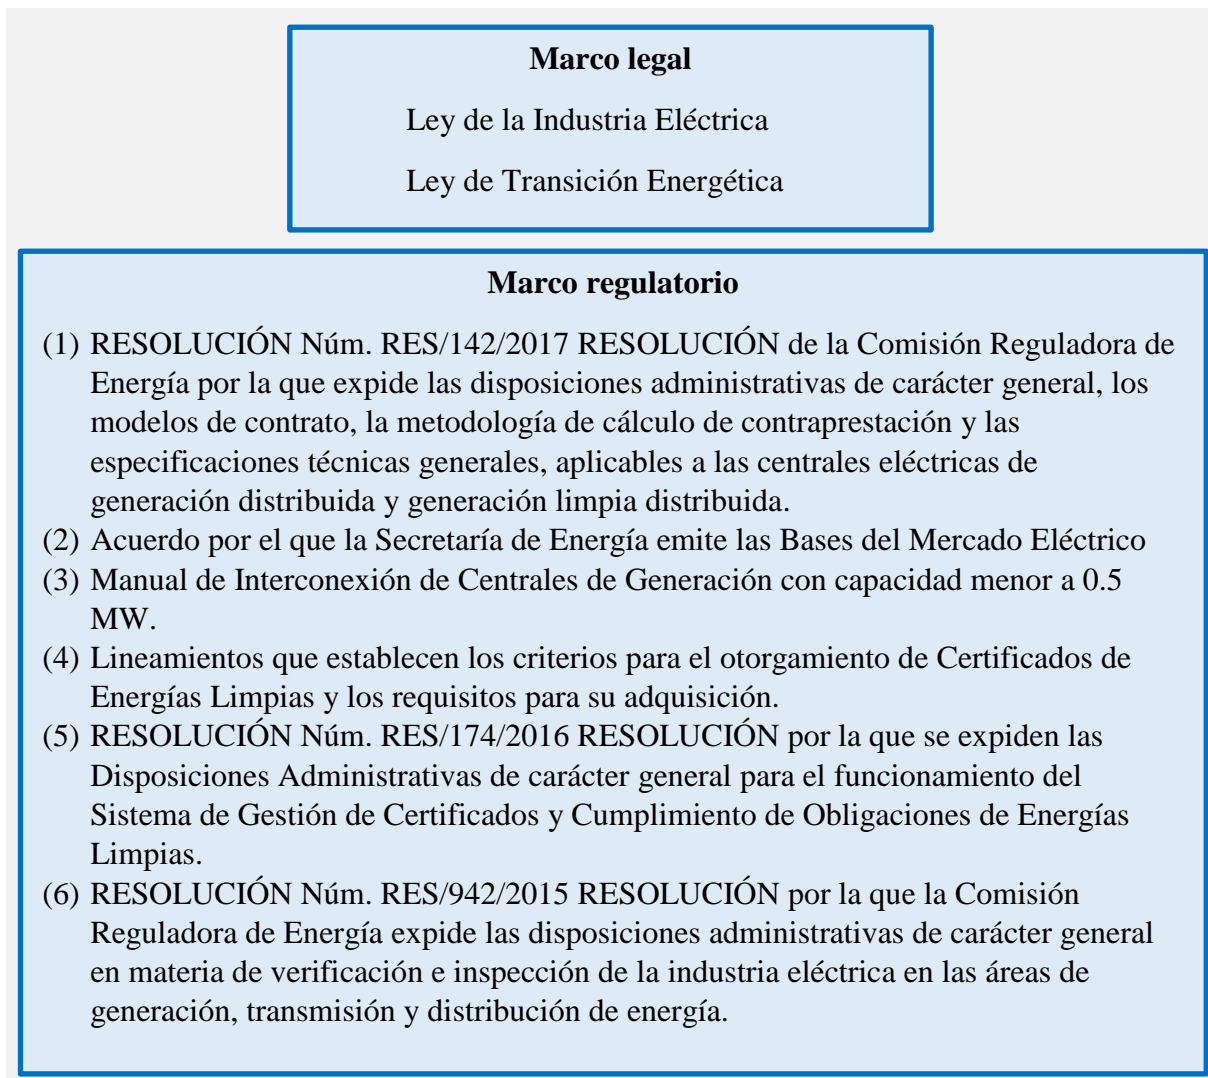 Marco legal
Ley de la Industria Eléctrica
Ley de Transición Energética
Marco regulatorio
(1) RESOLUCIÓN Núm. RES/142/2017 RESOLUCIÓN de la Comisión Reguladora de
Energía por la que expide las disposiciones administrativas de carácter general, los
modelos de contrato, la metodología de cálculo de contraprestación y las
especificaciones técnicas generales, aplicables a las centrales eléctricas de
generación distribuida y generación limpia distribuida.
(2) Acuerdo por el que la Secretaría de Energía emite las Bases del Mercado Eléctrico
(3) Manual de Interconexión de Centrales de Generación con capacidad menor a 0.5
MW.
(4) Lineamientos que establecen los criterios para el otorgamiento de Certificados de
Energías Limpias y los requisitos para su adquisición.
(5) RESOLUCIÓN Núm. RES/174/2016 RESOLUCIÓN por la que se expiden las
Disposiciones Administrativas de carácter general para el funcionamiento del
Sistema de Gestión de Certificados y Cumplimiento de Obligaciones de Energías
Limpias.
(6) RESOLUCIÓN Núm. RES/942/2015 RESOLUCIÓN por la que la Comisión
Reguladora de Energía expide las disposiciones administrativas de carácter general
en materia de verificación e inspección de la industria eléctrica en las áreas de
generación, transmisión y distribución de energía.